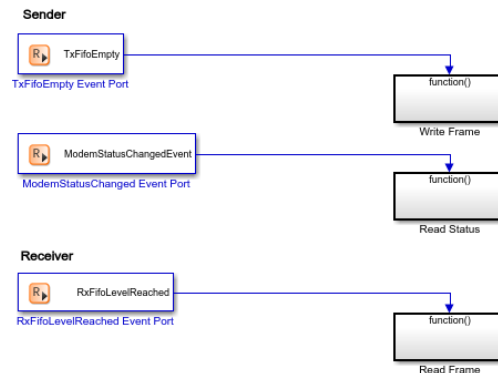 Sender
R
TxFifoEmpty
TxFifoEmpty Event Port
function()
Write Frame
R
ModemStatusChangedEvent
ModemStatusChanged Event Port
function()
Read Status
Receiver
R
RxFifoLevelReached
RxFifoLevelReached Event Port
function()
Read Frame